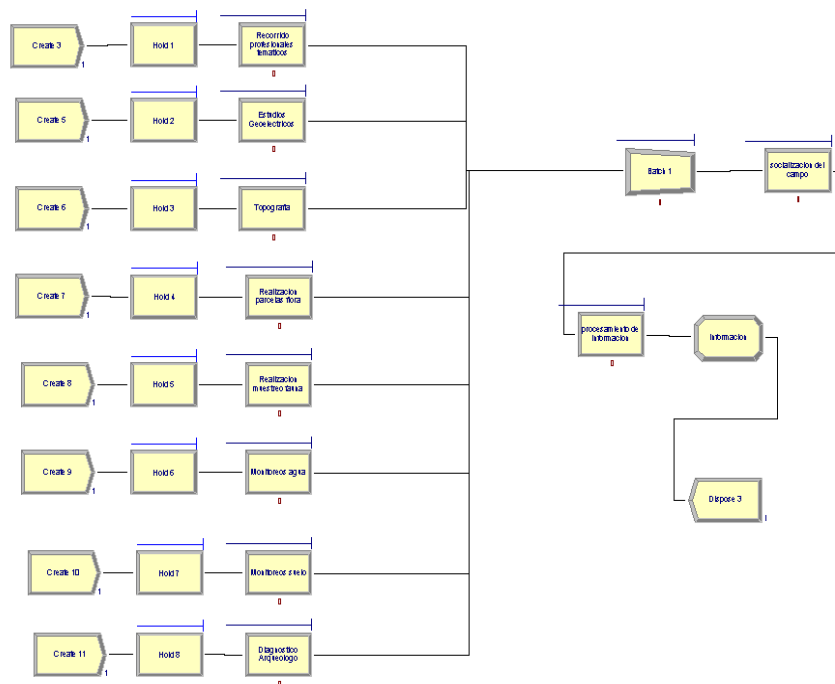 Create 3
1
Hold 1
Recorrido
profesionales
tematicos
0
Create 5
1
Hold 2
Estudios
Geoelectricos
0
Create 6
1
Hold 3
Topografia
0
Batch 1
0
socializacion del
campo
0
Create 7
1
Hold 4
Realizacion
parcelas flora
0
procesamiento de
informacion
0
Informacion
Create 8
1
Hold 5
Realizacion
muestreo fauna
0
Create 9
1
Hold 6
Monitoreos agua
0
Dispose 3
Create 10
1
Hold 7
Monitoreos suelo
0
Create 11
1
Hold 8
Diagnostico
Arqueologo
0